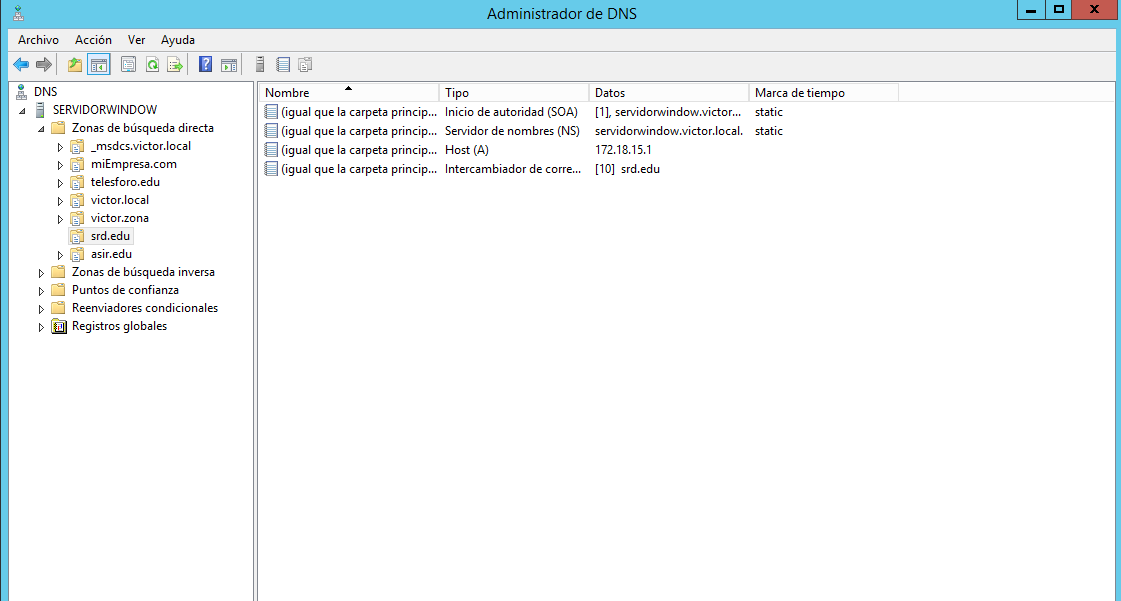 Administrador de DNS
Archivo Acción Ver Ayuda
DNS
SERVIDORWINDOW
Zonas de búsqueda directa
_msdcs.victor.local
miEmpresa.com
telesforo.edu
victor.local
victor.zona
srd.edu
asir.edu
Zonas de búsqueda inversa
Puntos de confianza
Reenviadores condicionales
Registros globales
Nombre Tipo Datos Marca de tiempo
(igual que la carpeta princip... Inicio de autoridad (SOA) [1], servidorwindow.victor... static
(igual que la carpeta princip... Servidor de nombres (NS) servidorwindow.victor.local. static
(igual que la carpeta princip... Host (A) 172.18.15.1
(igual que la carpeta princip... Intercambiador de corre... [10] srd.edu